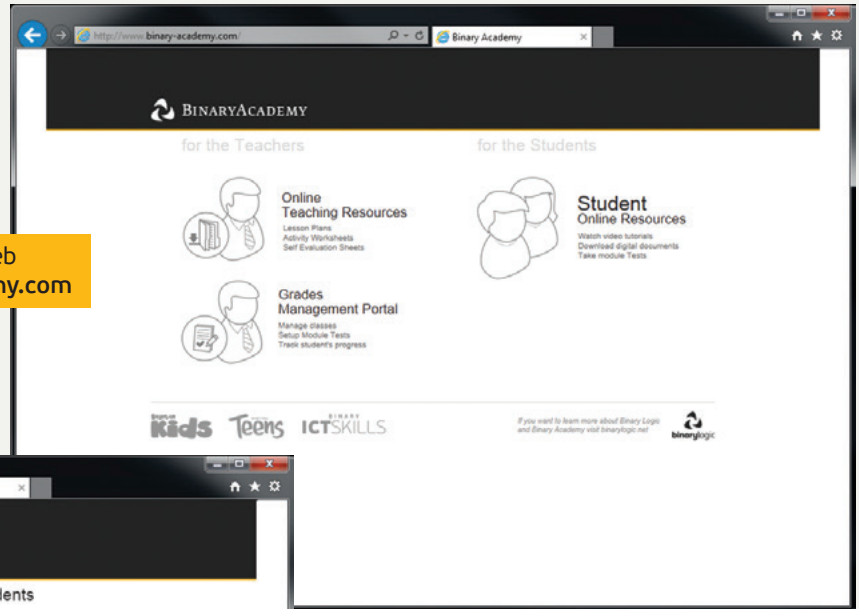 http://www.binary-academy.com/
Binary Academy
BINARYACADEMY
for the Teachers
for the Students
Online
Teaching Resources
Lesson Plans
Activity Worksheets
Self Evaluation Sheets
Student
Online Resources
Watch video tutorials
Download digital documents
Take module Tests
eb
my.com
Grades
Management Portal
Manage classes
Setup Module Tests
Track student's progress
Kids
Teens
BINARY
ICTSKILLS
If you want to learn more about Binary Logic
and Binary Academy visit binarylogic.net
binarylogic
dents